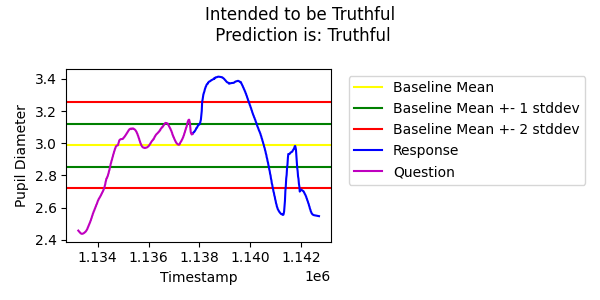 Intended to be Truthful
Prediction is: Truthful
Pupil Diameter
3.4
3.2
3.0
2.8
2.6
2.4
1.134 1.136 1.138 1.140 1.142
1e6
Timestamp
Baseline Mean
Baseline Mean +- 1 stddev
Baseline Mean +- 2 stddev
Response
Question